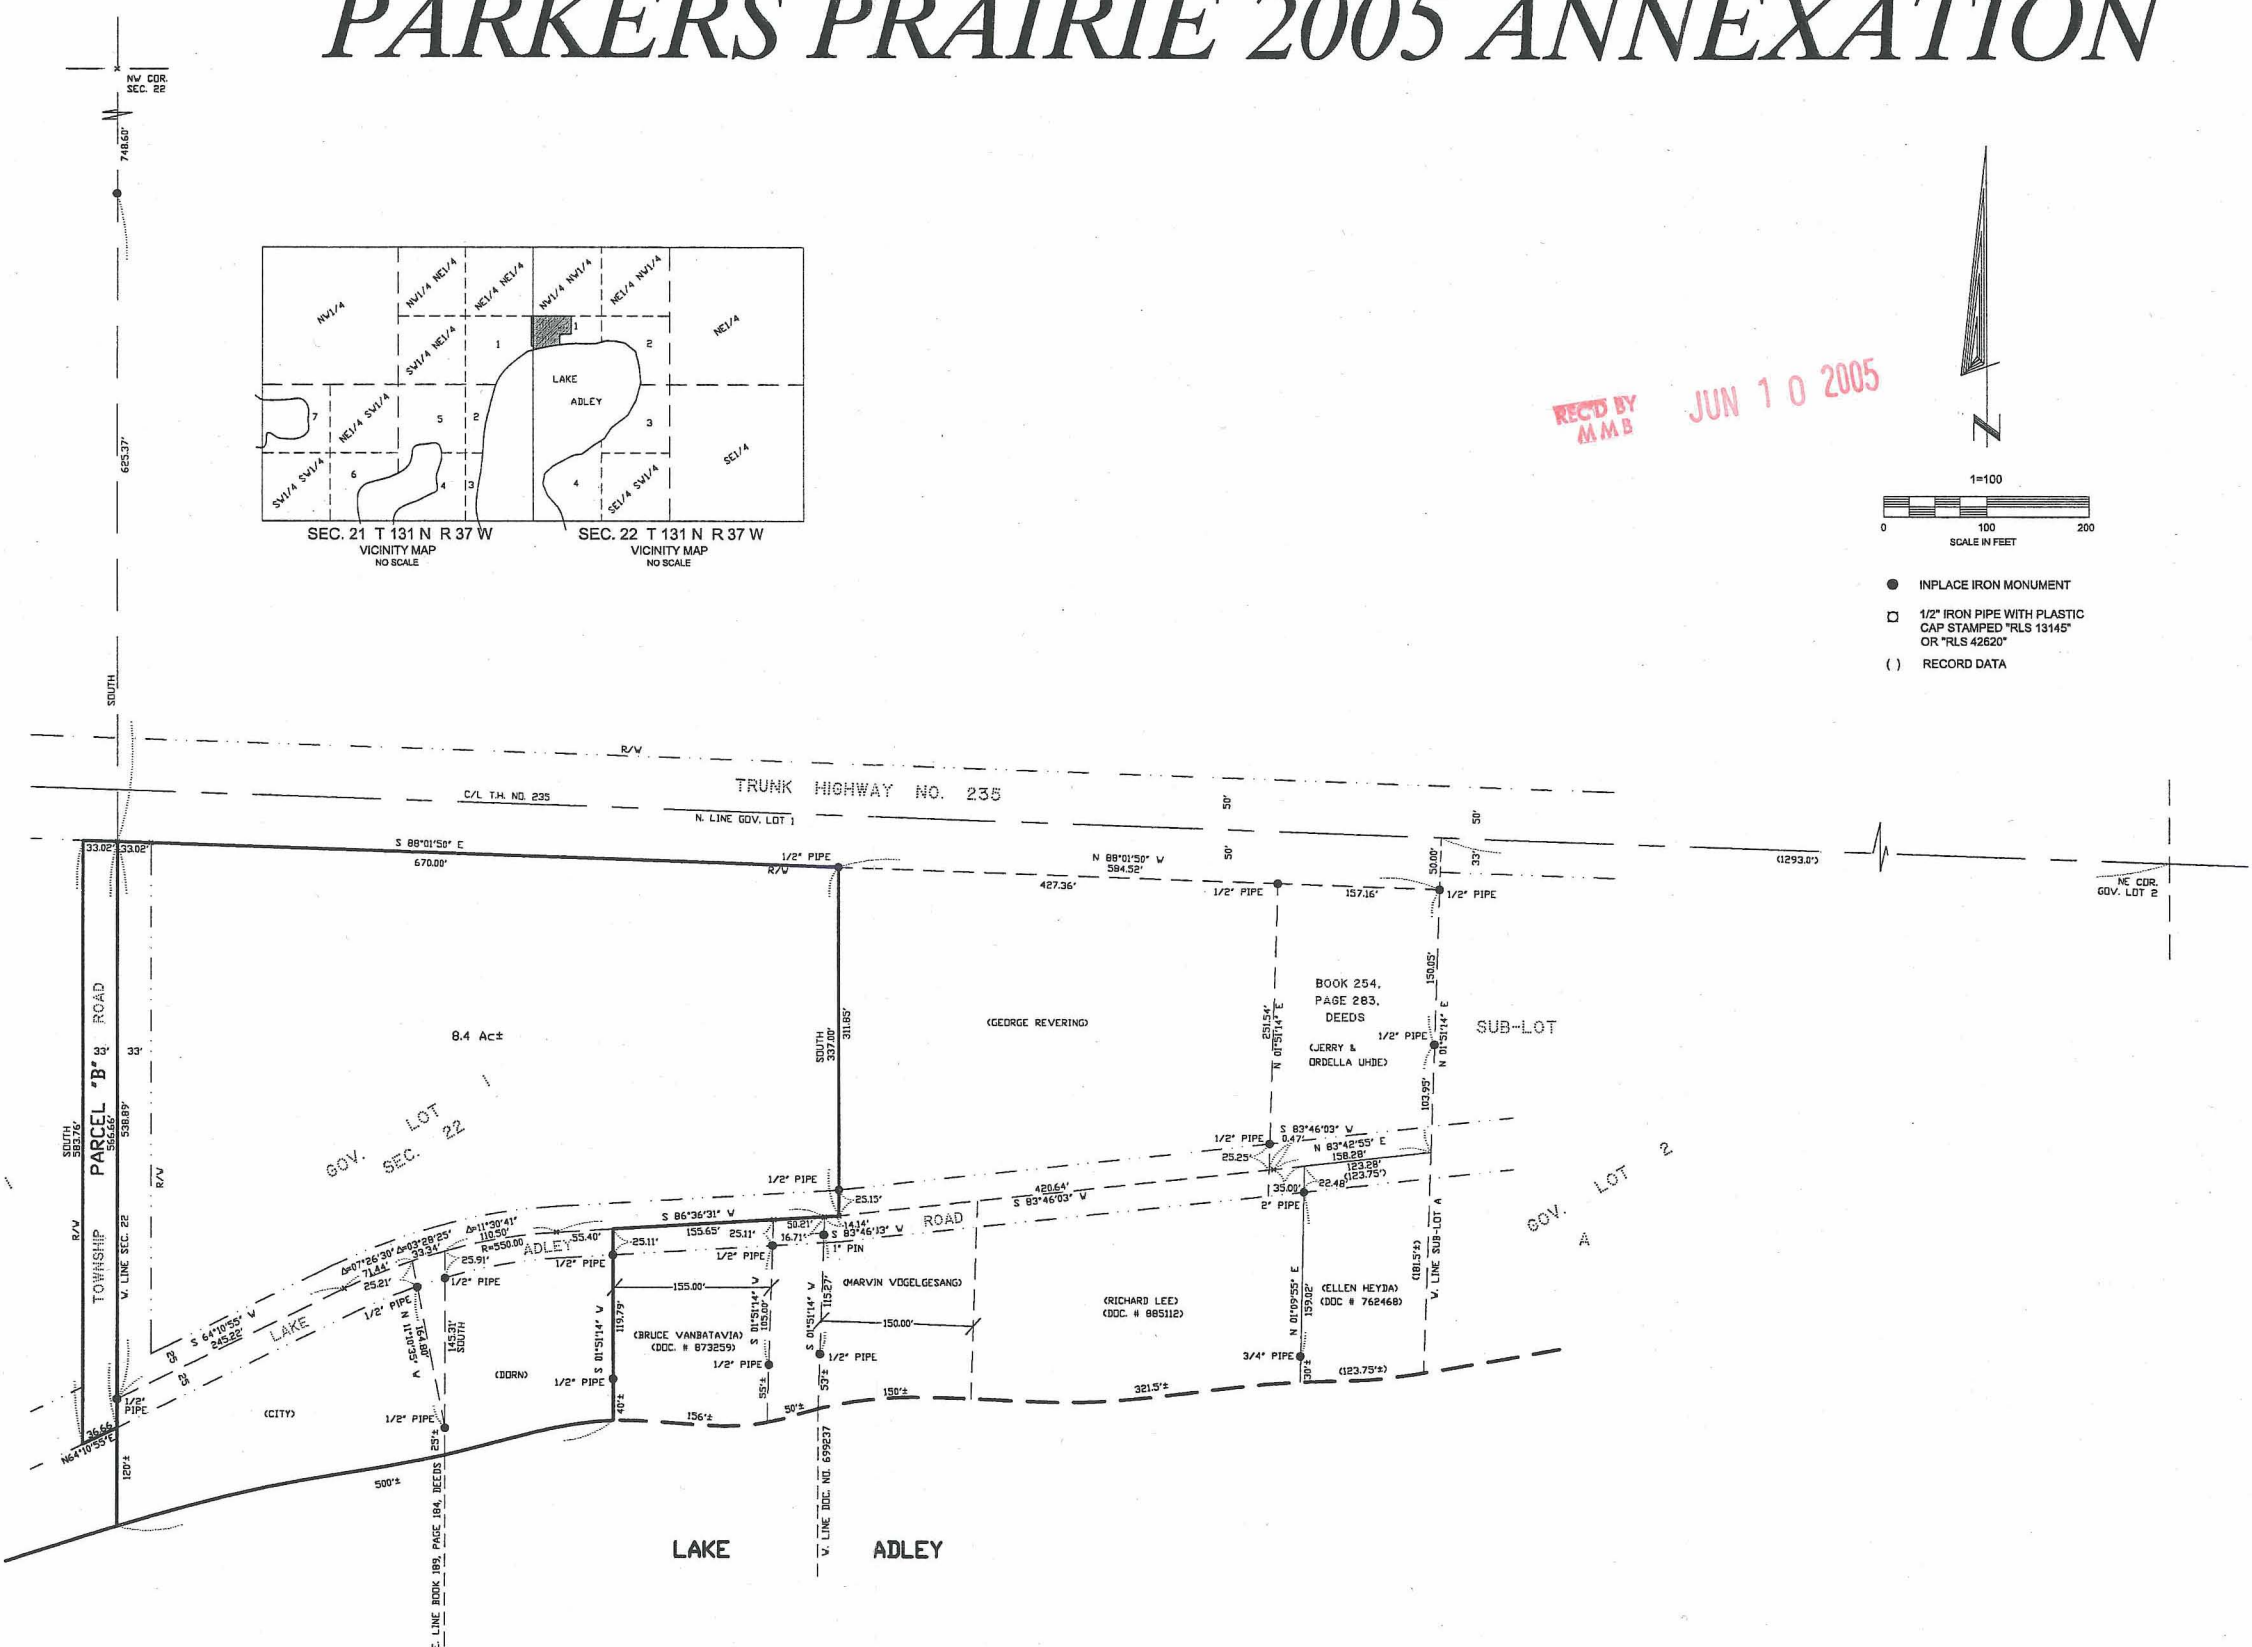 PARKERS PRAIRIE 2005 ANNEXATION
NW COR.
SEC. 22
748.60'
625.37'
SOUTH
NW1/4
NW1/4 NE1/4
NE1/4 NE1/4
NW1/4 NW1/4
NE1/4 NW1/4
NE1/4
SW1/4 NE1/4
1
1
2
LAKE
ADLEY
7
NE1/4 SW1/4
5
2
3
SW1/4 SW1/4
6
4
3
4
SE1/4 SW1/4
SE1/4
SEC. 21 T 131 N R 37 W
VICINITY MAP
NO SCALE
SEC. 22 T 131 N R 37 W
VICINITY MAP
NO SCALE
REC'D BY
MMB
JUN 10 2005
N
1=100
0 100 200
SCALE IN FEET
INPLACE IRON MONUMENT
1/2" IRON PIPE WITH PLASTIC
CAP STAMPED "RLS 13145"
OR "RLS 42620"
( ) RECORD DATA
R/W
TRUNK HIGHWAY NO. 235
C/L T.H. NO. 235
N. LINE GOV. LOT 1
50'
50'
50'
33'
50.00'
(1293.0')
NE COR.
GOV. LOT 2
33.02' 33.02'
S 88°01'50" E
670.00'
1/2" PIPE
R/W
N 88°01'50" W
584.52'
427.36'
1/2" PIPE
157.16'
1/2" PIPE
SOUTH
583.76'
R/W
TOWNSHIP ROAD
PARCEL "B"
33' 33'
566.66'
538.89'
W. LINE SEC. 22
R/W
8.4 Ac±
GOV. LOT 1
SEC. 22
SOUTH
337.00'
311.85'
(GEORGE REVERING)
251.54'
N 01°51'14" E
BOOK 254,
PAGE 283,
DEEDS
(JERRY &
ORDELLA UHDE)
150.05'
1/2" PIPE
N 01°51'14" E
103.95'
SUB-LOT
A
GOV. LOT 2
1/2" PIPE
25.15'
1/2" PIPE
25.25'
0.47'
S 83°46'03" W
N 83°42'55" E
158.28'
123.28'
(123.75')
35.00'
22.48'
2" PIPE
420.64'
S 83°46'03" W
ROAD
S 86°36'31" W
155.65'
50.21'
14.14'
25.11'
25.11'
16.71'
S 83°46'03" W
1" PIN
1/2" PIPE
1/2" PIPE
ADLEY
LAKE
Δ=11°30'41"
110.50'
R=550.00
55.40'
Δ=03°28'25"
33.34'
Δ=07°26'30"
71.44'
25.21'
25.91'
1/2" PIPE
1/2" PIPE
S 64°10'55" W
245.22'
25
25
N 11°10'35" W
164.80'
145.31'
SOUTH
1/2" PIPE
(DORN)
(CITY)
1/2" PIPE
36.66
N64°10'55"E
120'±
500'±
25'±
155.00'
S 01°51'14" W
119.79'
1/2" PIPE
40'±
(BRUCE VANBATAVIA)
(DOC. # 873259)
S 01°51'14" W
105.00'
1/2" PIPE
55'±
156'±
50'±
S 01°51'14" W
115.27'
1/2" PIPE
53'±
(MARVIN VOGELGESANG)
150.00'
150'±
(RICHARD LEE)
(DOC. # 885112)
321.5'±
N 01°09'55" E
159.02'
3/4" PIPE
30'±
(ELLEN HEYDA)
(DOC # 762468)
(123.75'±)
(181.5'±)
W. LINE SUB-LOT A
LINE BOOK 189, PAGE 184, DEEDS
W. LINE DOC. NO. 699237
LAKE ADLEY